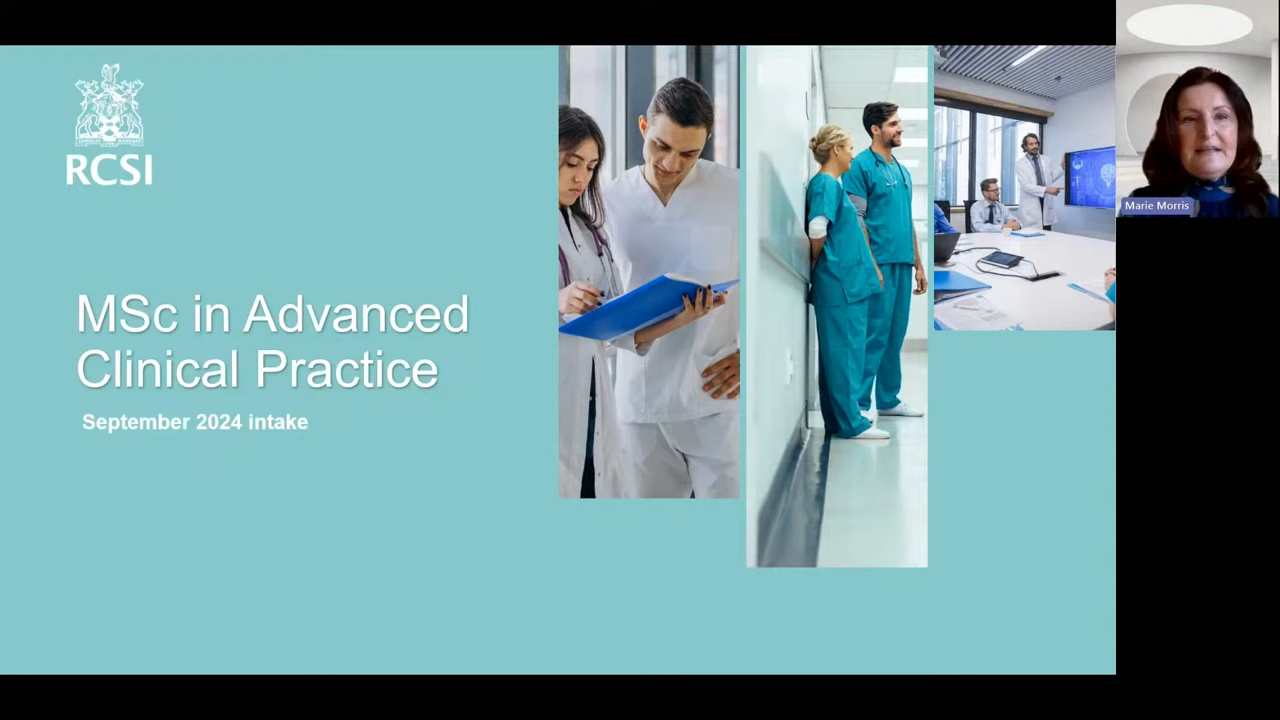 RCSI
MSc in Advanced
Clinical Practice
September 2024 intake
Marie Morris